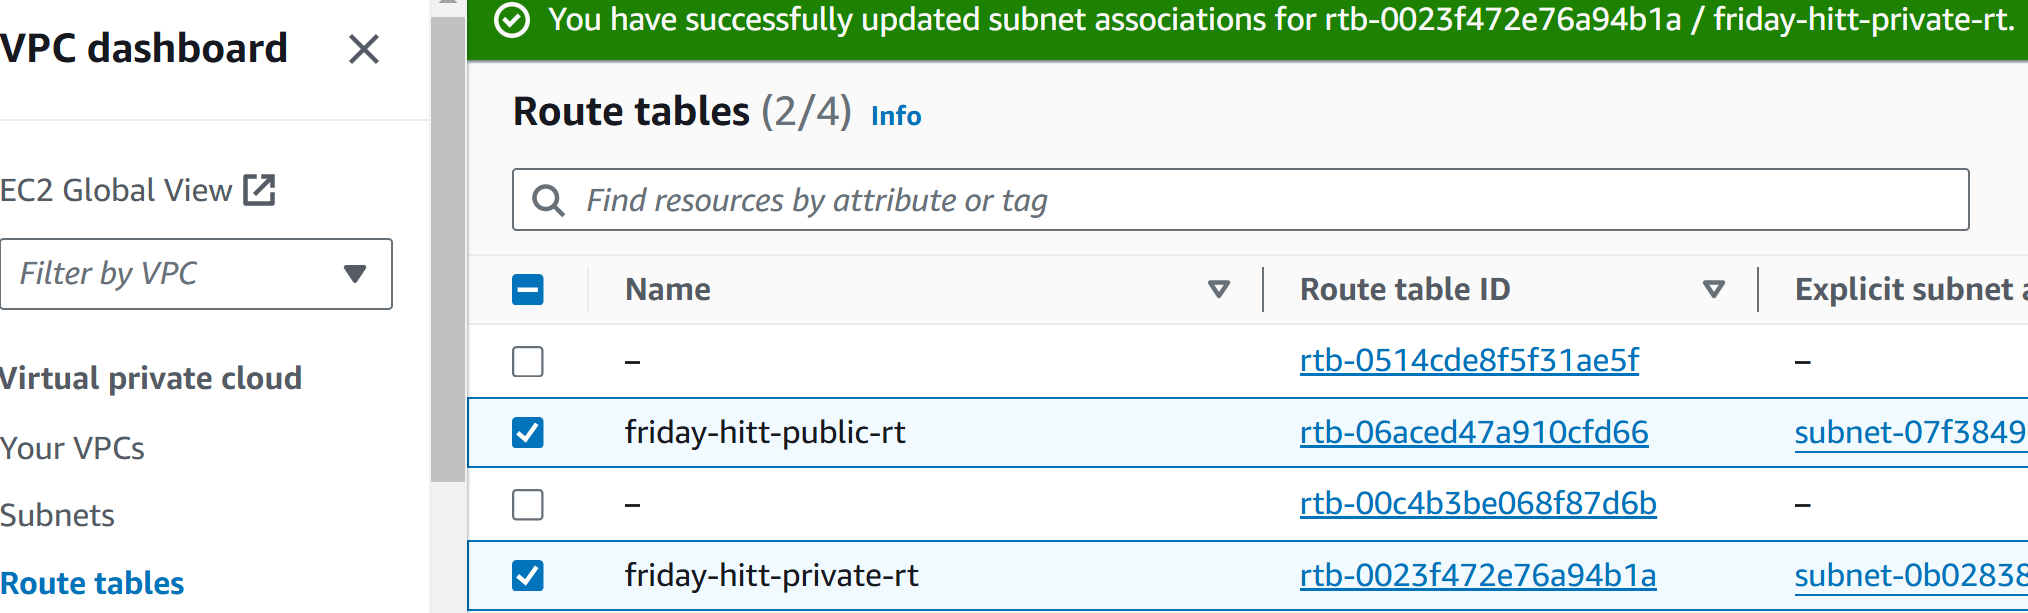 VPC dashboard
You have successfully updated subnet associations for rtb-0023f472e76a94b1a / friday-hitt-private-rt.
EC2 Global View
Filter by VPC
Virtual private cloud
Your VPCs
Subnets
Route tables
Route tables (2/4) Info
Find resources by attribute or tag
Name Route table ID Explicit subnet
– rtb-0514cde8f5f31ae5f –
friday-hitt-public-rt rtb-06aced47a910cfd66 subnet-07f3849
– rtb-00c4b3be068f87d6b –
friday-hitt-private-rt rtb-0023f472e76a94b1a subnet-0b02838